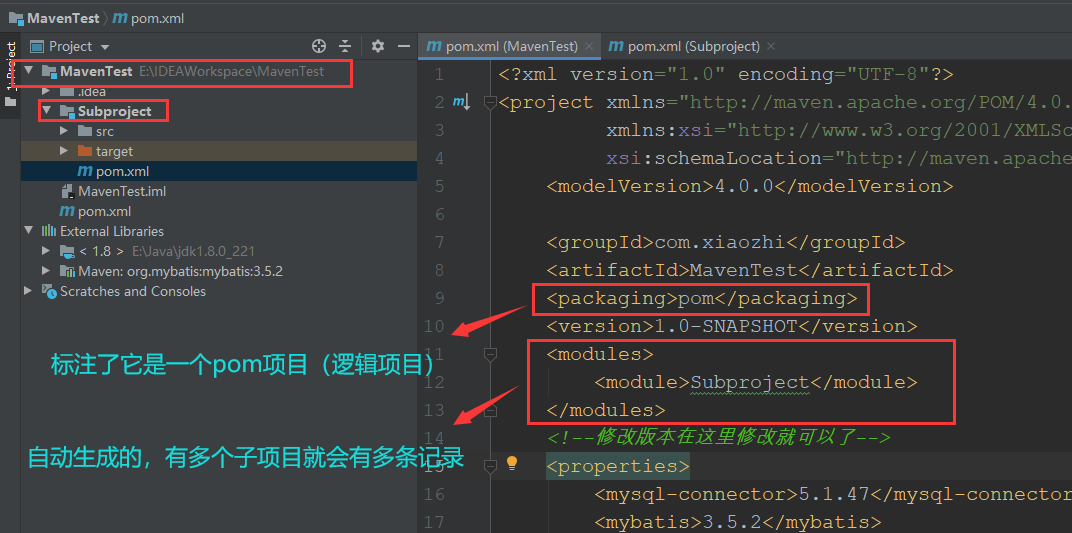 MavenTest pom.xml
Project
pom.xml (MavenTest)
pom.xml (Subproject)
MavenTest E:\IDEAWorkspace\MavenTest
.idea
Subproject
src
target
pom.xml
MavenTest.iml
pom.xml
External Libraries
< 1.8 > E:\Java\jdk1.8.0_221
Maven: org.mybatis:mybatis:3.5.2
Scratches and Consoles
1 <?xml version="1.0" encoding="UTF-8"?>
2 <project xmlns="http://maven.apache.org/POM/4.0.
3 xmlns:xsi="http://www.w3.org/2001/XMLSc
4 xsi:schemaLocation="http://maven.apache
5 <modelVersion>4.0.0</modelVersion>
6
7 <groupId>com.xiaozhi</groupId>
8 <artifactId>MavenTest</artifactId>
9 <packaging>pom</packaging>
10 <version>1.0-SNAPSHOT</version>
11 <modules>
12 <module>Subproject</module>
13 </modules>
14 <!--修改版本在这里修改就可以了-->
15 <properties>
16 <mysql-connector>5.1.47</mysql-connector
17 <mybatis>3.5.2</mybatis>
标注了它是一个pom项目（逻辑项目）
自动生成的，有多个子项目就会有多条记录